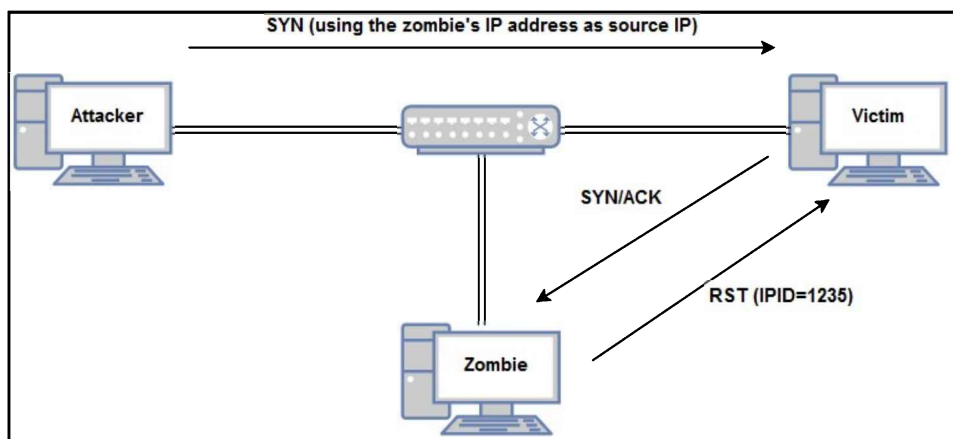 SYN (using the zombie's IP address as source IP)
Attacker
Victim
SYN/ACK
RST (IPID=1235)
Zombie